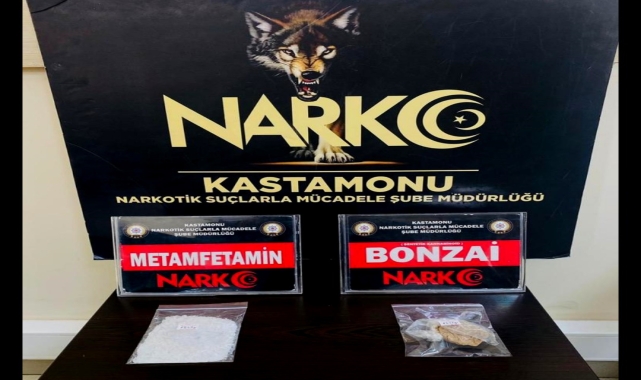 NARKO
KASTAMONU
NARKOTİK SUÇLARLA MÜCADELE ŞUBE MÜDÜRLÜĞÜ
KASTAMONU
NARKOTİK SUÇLARLA MÜCADELE
ŞUBE MÜDÜRLÜĞÜ
METAMFETAMİN
NARKO
KASTAMONU
NARKOTİK SUÇLARLA MÜCADELE
ŞUBE MÜDÜRLÜĞÜ
BONZAİ
NARKO